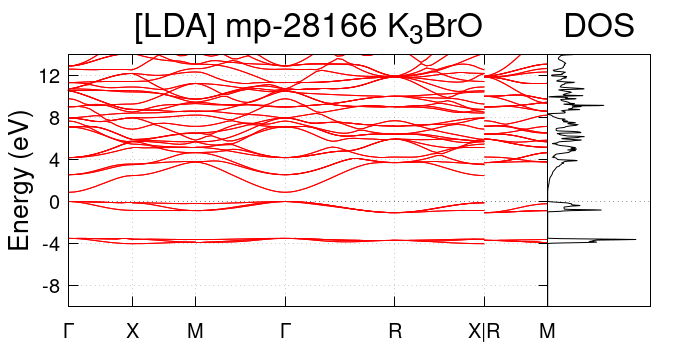 [LDA] mp-28166 K₃BrO DOS
Energy (eV)
12
8
4
0
-4
-8
Γ X M Γ R X|R M